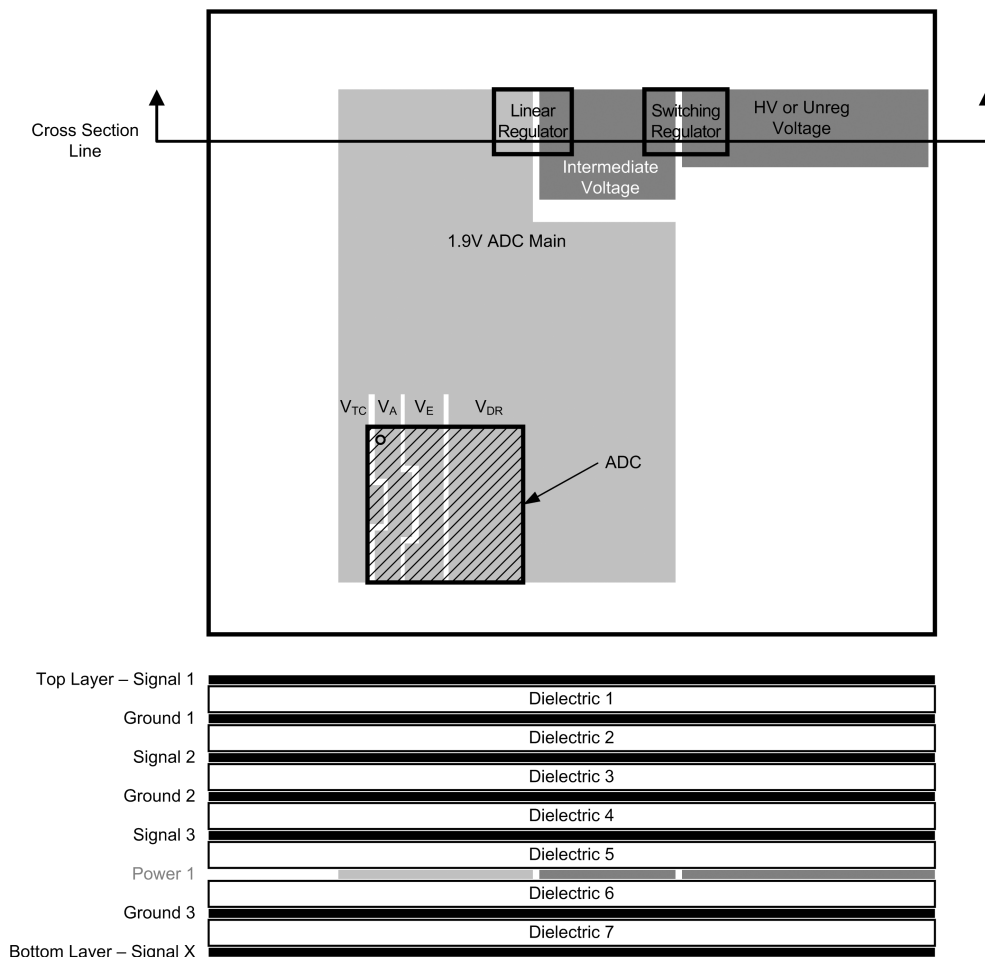 Cross Section
Line
Linear
Regulator
Switching
Regulator
HV or Unreg
Voltage
Intermediate
Voltage
1.9V ADC Main
VTC
VA
VE
VDR
ADC
Top Layer – Signal 1
Dielectric 1
Ground 1
Dielectric 2
Signal 2
Dielectric 3
Ground 2
Dielectric 4
Signal 3
Dielectric 5
Power 1
Dielectric 6
Ground 3
Dielectric 7
Bottom Layer – Signal X